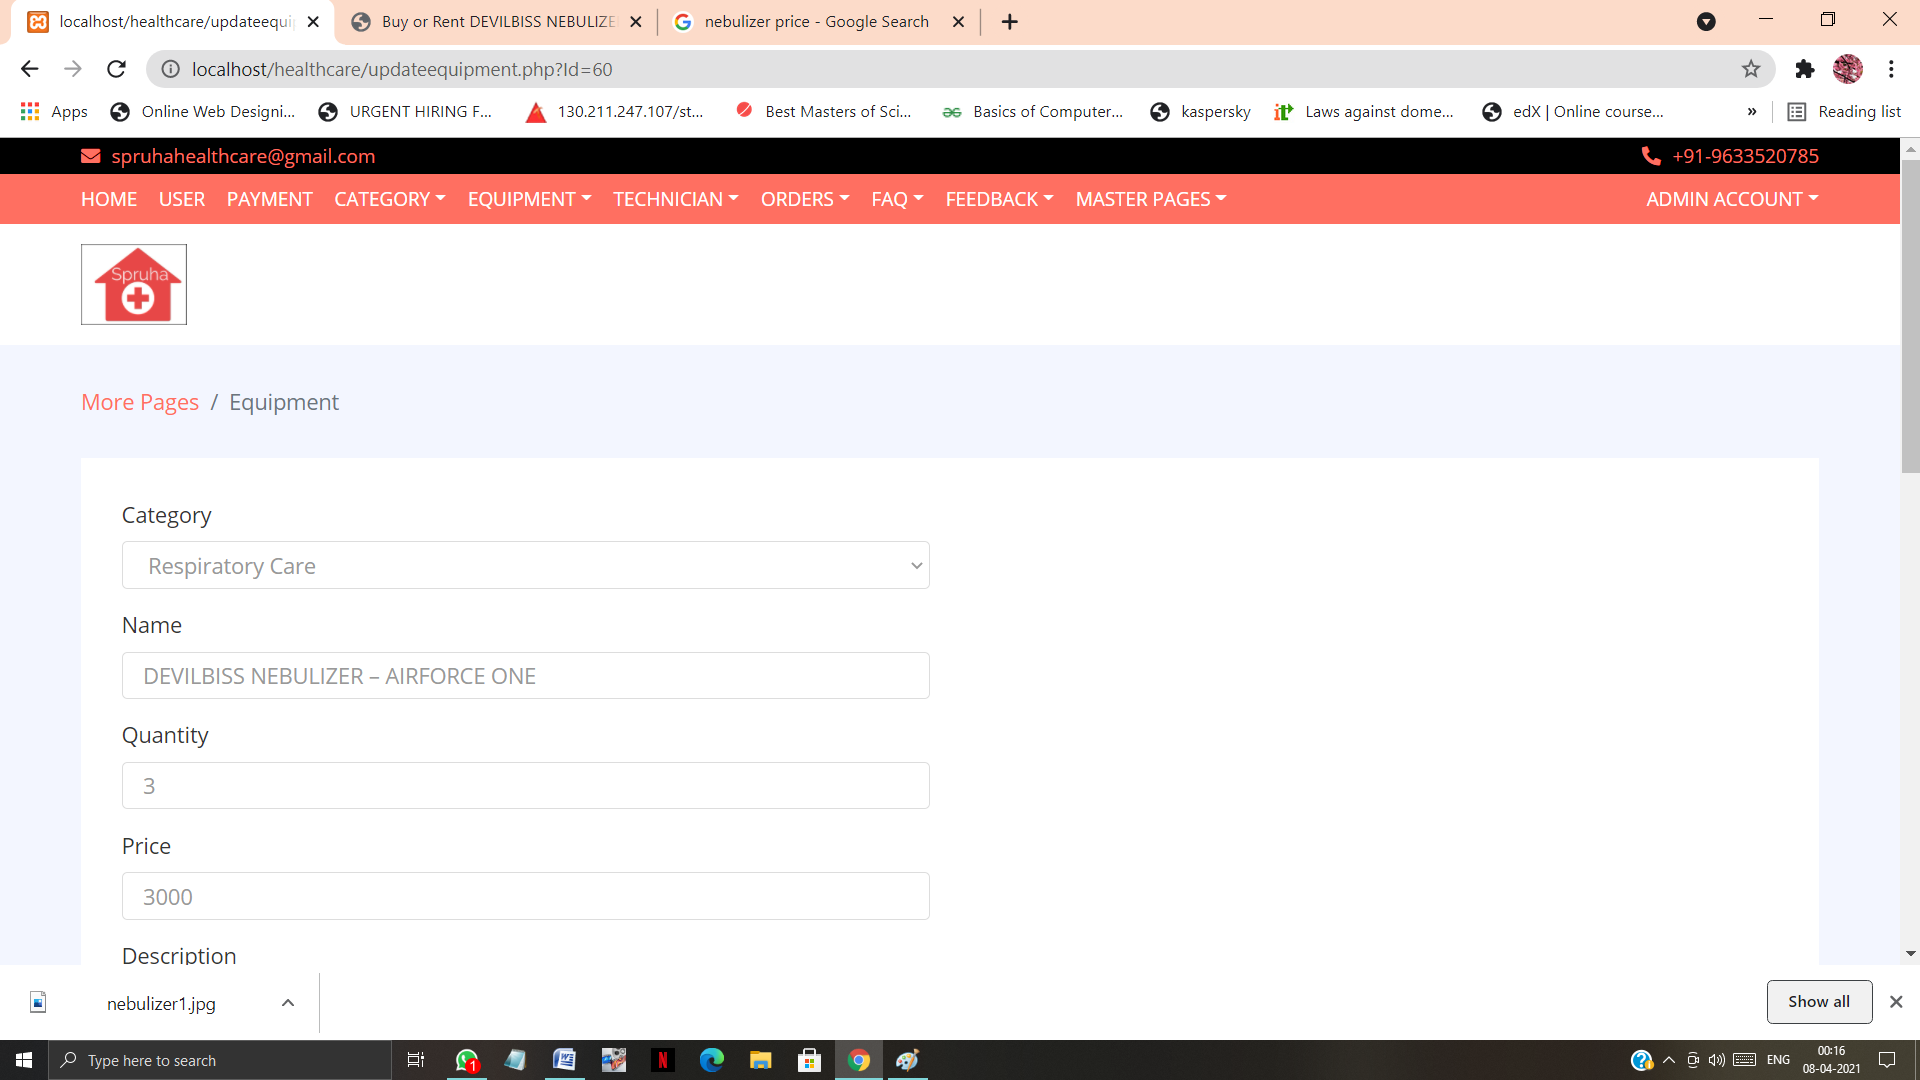 localhost/healthcare/updateequi
Buy or Rent DEVILBISS NEBULIZE
nebulizer price - Google Search
localhost/healthcare/updateequipment.php?Id=60
Apps
Online Web Designi...
URGENT HIRING F...
130.211.247.107/st...
Best Masters of Sci...
Basics of Computer...
kaspersky
Laws against dome...
edX | Online course...
»
Reading list
spruhahealthcare@gmail.com
+91-9633520785
HOME USER PAYMENT CATEGORY EQUIPMENT TECHNICIAN ORDERS FAQ FEEDBACK MASTER PAGES ADMIN ACCOUNT
Spruha
More Pages / Equipment
Category
Respiratory Care
Name
DEVILBISS NEBULIZER – AIRFORCE ONE
Quantity
3
Price
3000
Description
nebulizer1.jpg
Show all
Type here to search
1
ENG
00:16
08-04-2021